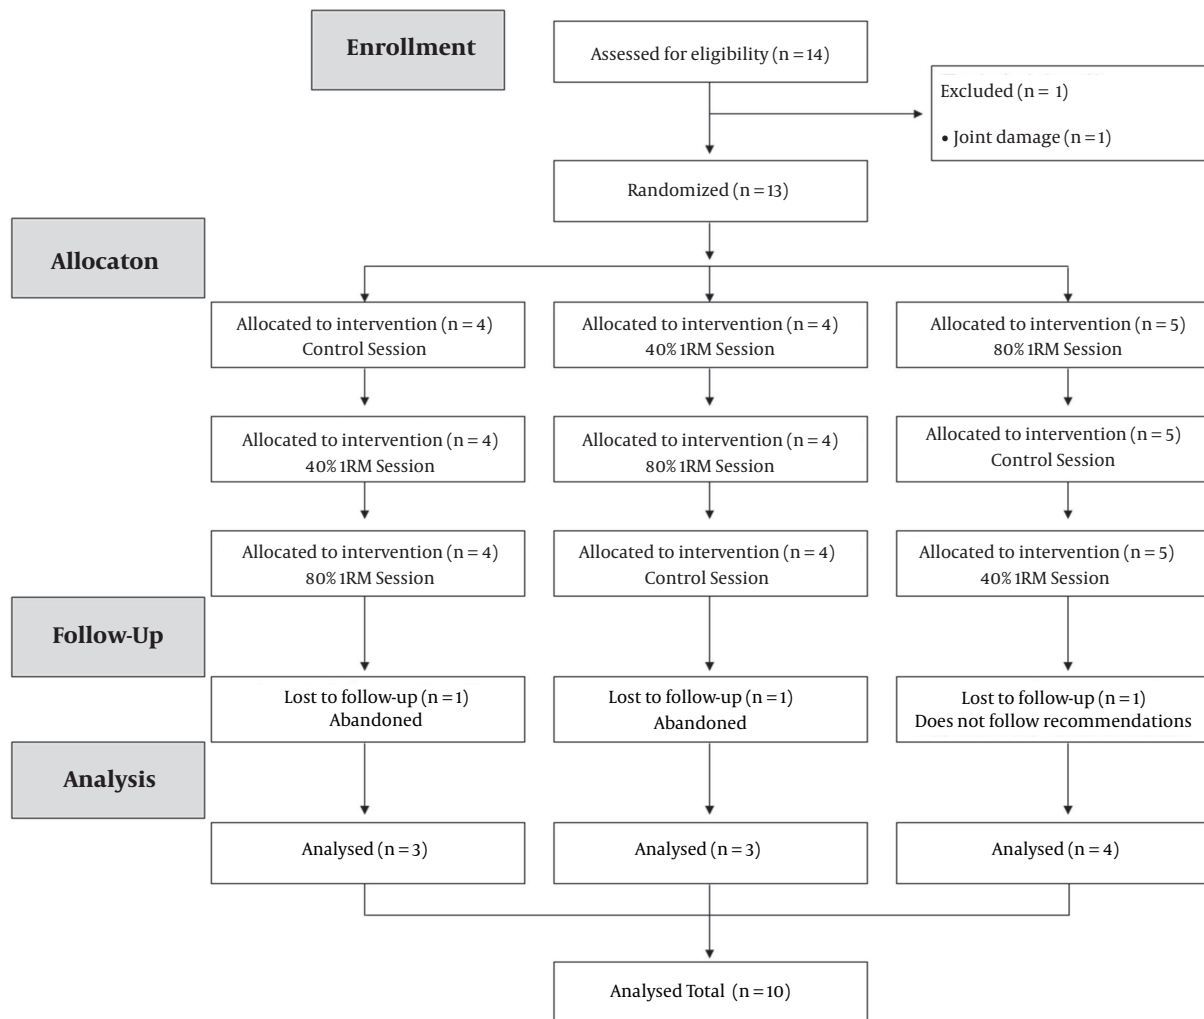 Enrollment
Assessed for eligibility (n = 14)
Excluded (n = 1)
• Joint damage (n = 1)
Randomized (n = 13)
Allocaton
Allocated to intervention (n = 4)
Control Session
Allocated to intervention (n = 4)
40% 1RM Session
Allocated to intervention (n = 5)
80% 1RM Session
Allocated to intervention (n = 4)
40% 1RM Session
Allocated to intervention (n = 4)
80% 1RM Session
Allocated to intervention (n = 5)
Control Session
Allocated to intervention (n = 4)
80% 1RM Session
Allocated to intervention (n = 4)
Control Session
Allocated to intervention (n = 5)
40% 1RM Session
Follow-Up
Lost to follow-up (n = 1)
Abandoned
Lost to follow-up (n = 1)
Abandoned
Lost to follow-up (n = 1)
Does not follow recommendations
Analysis
Analysed (n = 3)
Analysed (n = 3)
Analysed (n = 4)
Analysed Total (n = 10)